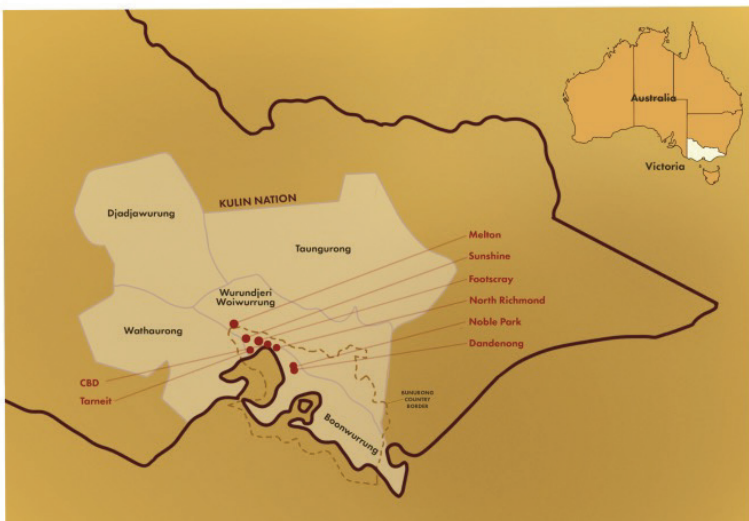 Australia
Victoria
KULIN NATION
Djadjawurung
Taungurong
Melton
Sunshine
Footscray
North Richmond
Noble Park
Dandenong
Wurundjeri
Woiwurrung
Wathaurong
CBD
Tarneit
BUNURONG
COUNTRY
BORDER
Boonwurrung